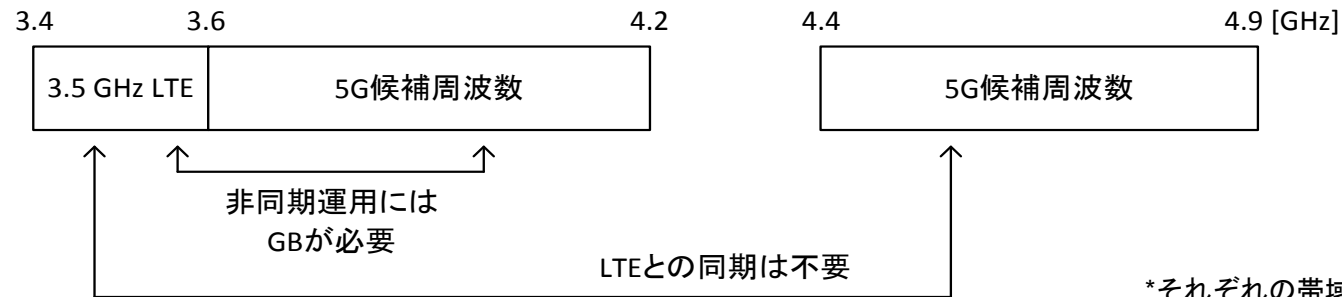 3.4 3.6 4.2 4.4 4.9 [GHz]
3.5 GHz LTE 5G候補周波数 5G候補周波数
非同期運用には
GBが必要
LTEとの同期は不要
*それぞれの帯域